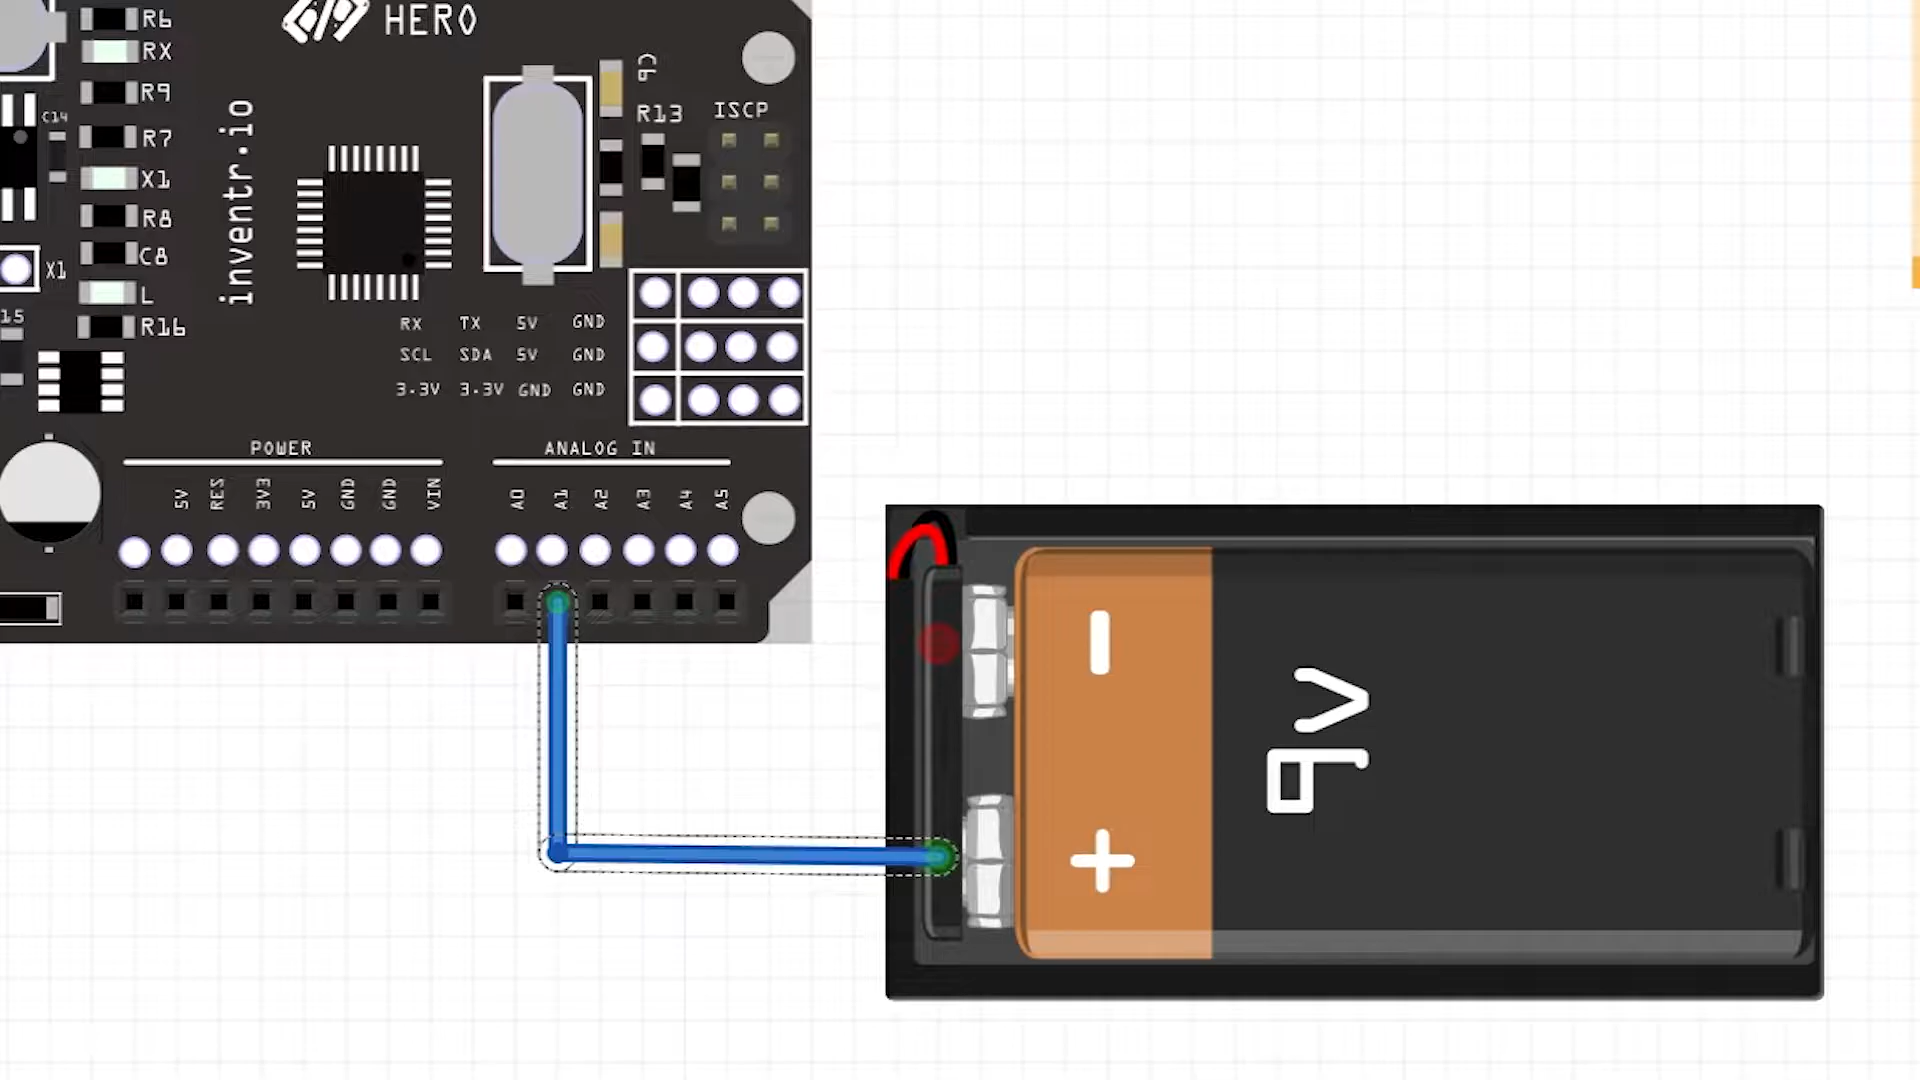 R6
HERO
RX
C6
R9
R13
ISCP
inventr.io
C14
R7
X1
R8
C8
X1
L
15
R16
RX TX 5V GND
SCL SDA 5V GND
3.3V 3.3V GND GND
POWER
ANALOG IN
5V RES 3V3 5V GND GND VIN
A0 A1 A2 A3 A4 A5
-
9V
+